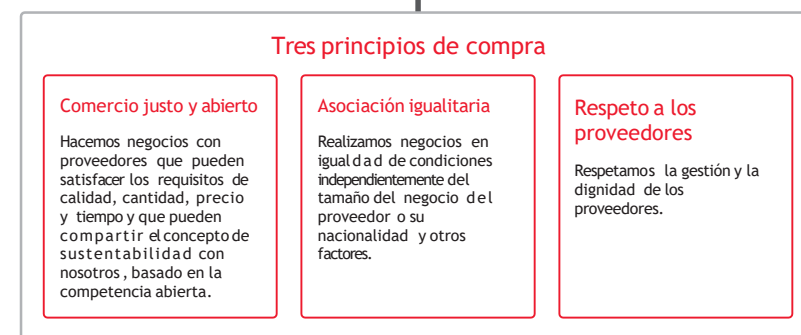 Tres principios de compra
Comercio justo y abierto
Hacemos negocios con
proveedores que pueden
satisfacer los requisitos de
calidad, cantidad, precio
y tiempo y que pueden
compartir el concepto de
sustentabilidad con
nosotros, basado en la
competencia abierta.
Asociación igualitaria
Realizamos negocios en
igualdad de condiciones
independientemente del
tamaño del negocio del
proveedor o su
nacionalidad y otros
factores.
Respeto a los
proveedores
Respetamos la gestión y la
dignidad de los
proveedores.